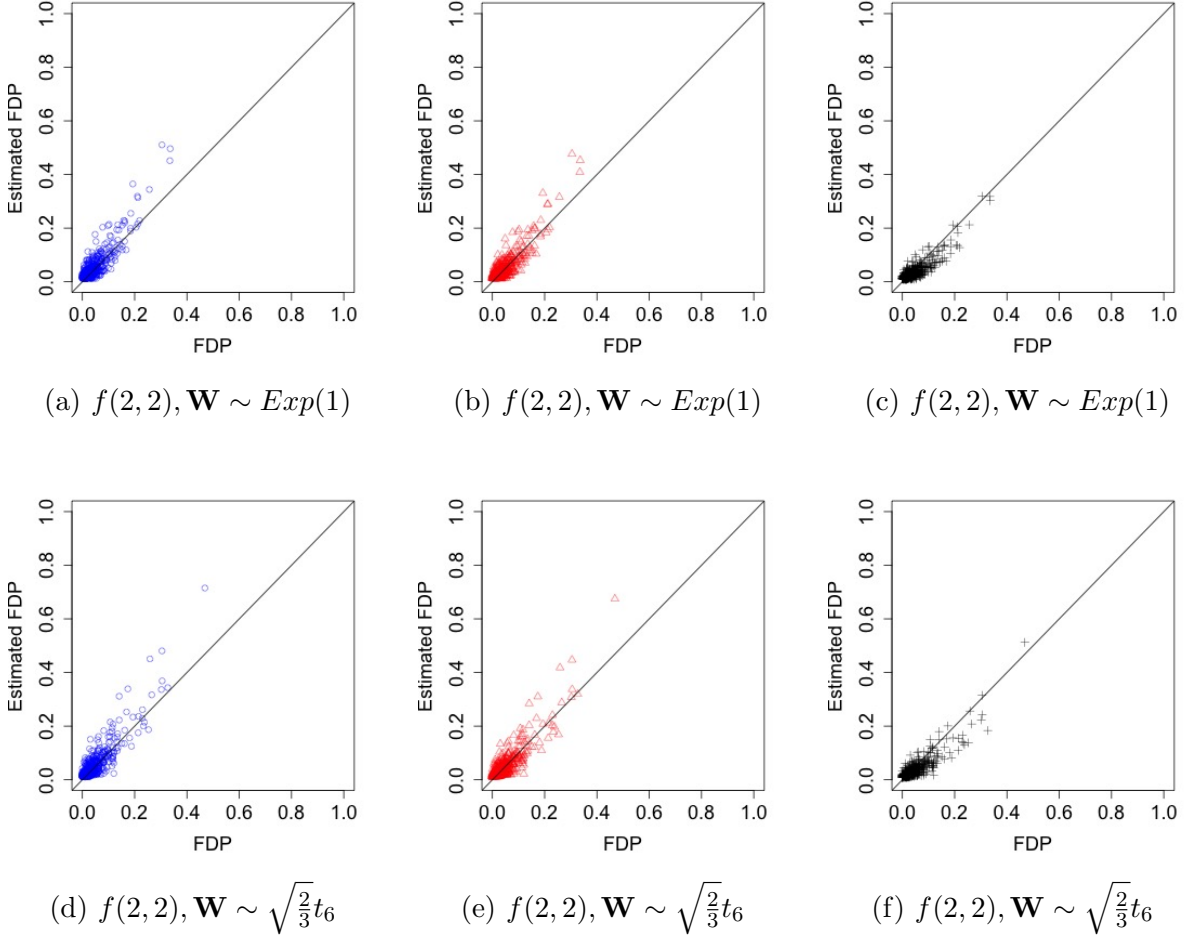 1.0 1.0 1.0
0.8 0.8 0.8
0.6 0.6 0.6
0.4 0.4 0.4
0.2 0.2 0.2
0.0 0.0 0.0
Estimated FDP Estimated FDP Estimated FDP
0.0 0.2 0.4 0.6 0.8 1.0 0.0 0.2 0.4 0.6 0.8 1.0 0.0 0.2 0.4 0.6 0.8 1.0
FDP FDP FDP
(a) f(2, 2), W ∼ Exp(1) (b) f(2, 2), W ∼ Exp(1) (c) f(2, 2), W ∼ Exp(1)
1.0 1.0 1.0
0.8 0.8 0.8
0.6 0.6 0.6
0.4 0.4 0.4
0.2 0.2 0.2
0.0 0.0 0.0
Estimated FDP Estimated FDP Estimated FDP
0.0 0.2 0.4 0.6 0.8 1.0 0.0 0.2 0.4 0.6 0.8 1.0 0.0 0.2 0.4 0.6 0.8 1.0
FDP FDP FDP
(d) f(2, 2), W ∼ √(2/3) t₆ (e) f(2, 2), W ∼ √(2/3) t₆ (f) f(2, 2), W ∼ √(2/3) t₆